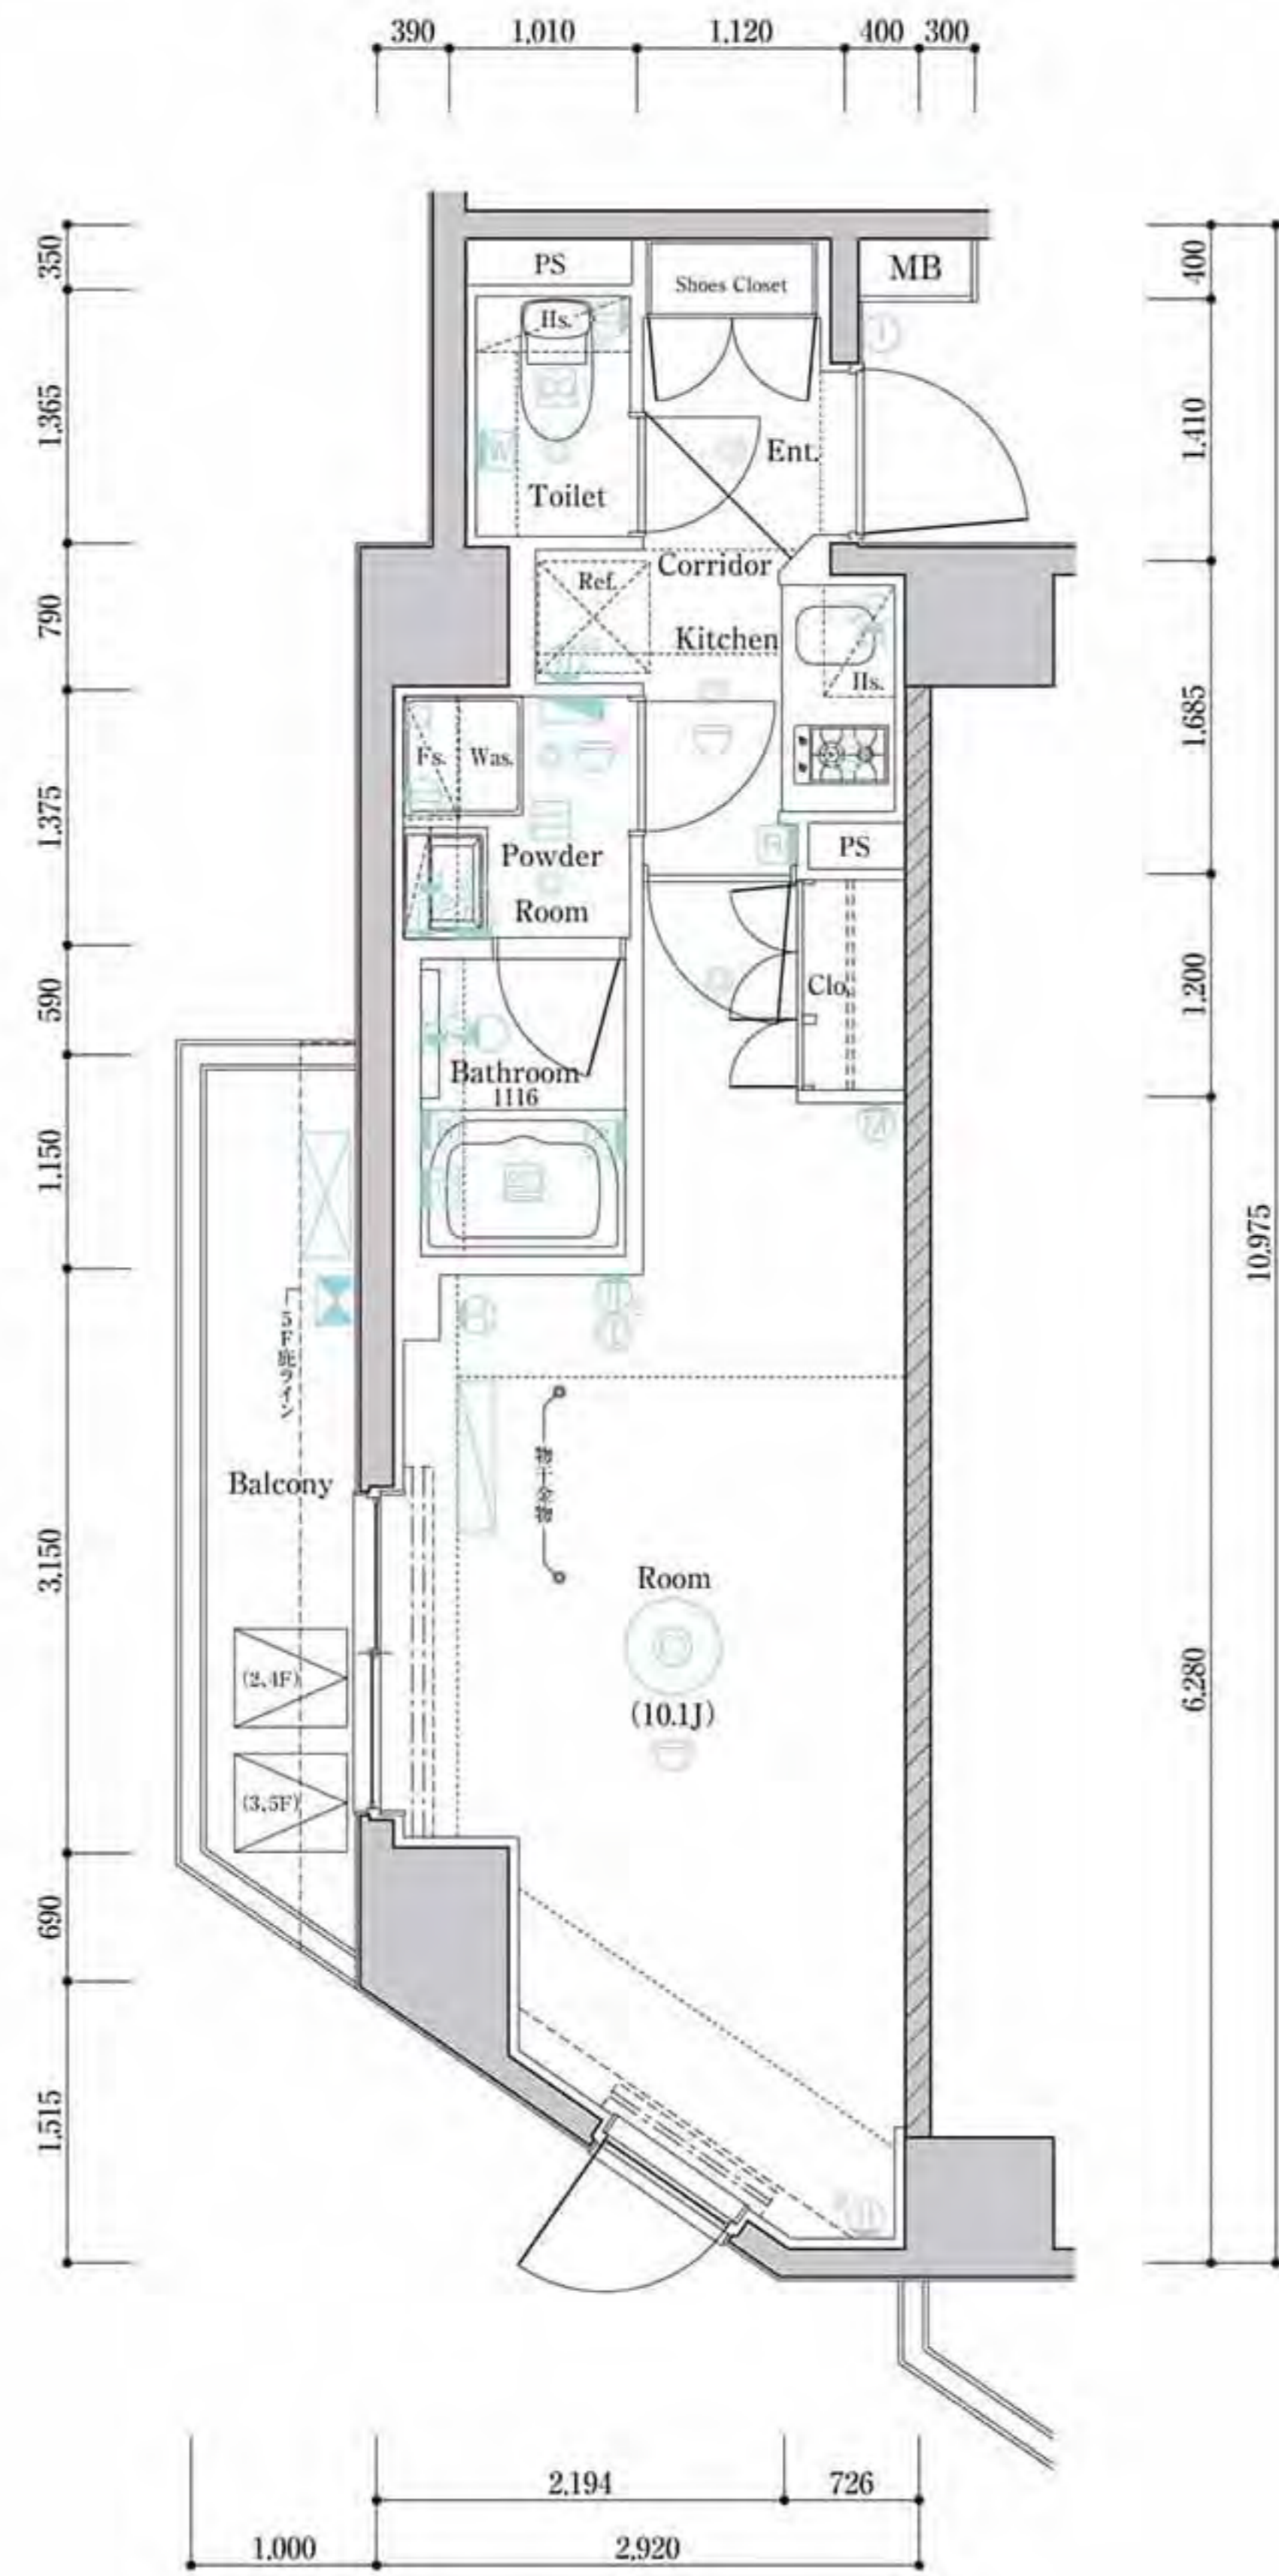 390 1,010 1,120 400 300
350
1,365
790
1,375
590
1,150
3,150
690
1,515
400
1,410
1,685
1,200
6,280
10,975
PS
Shoes Closet
MB
Hs.
Ent.
Toilet
W
Corridor
Ref.
Kitchen
Hs.
Fs. Was.
Powder
Room
R
PS
Clo.
Bathroom
1116
5F庇ライン
Balcony
物干金物
Room
(10.1J)
(2,4F)
(3,5F)
2,194 726
1,000 2,920